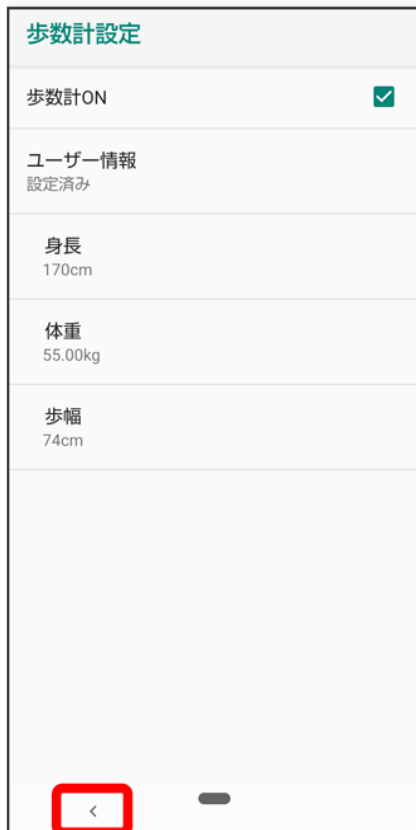 歩数計設定
歩数計ON
ユーザー情報
設定済み
身長
170cm
体重
55.00kg
歩幅
74cm